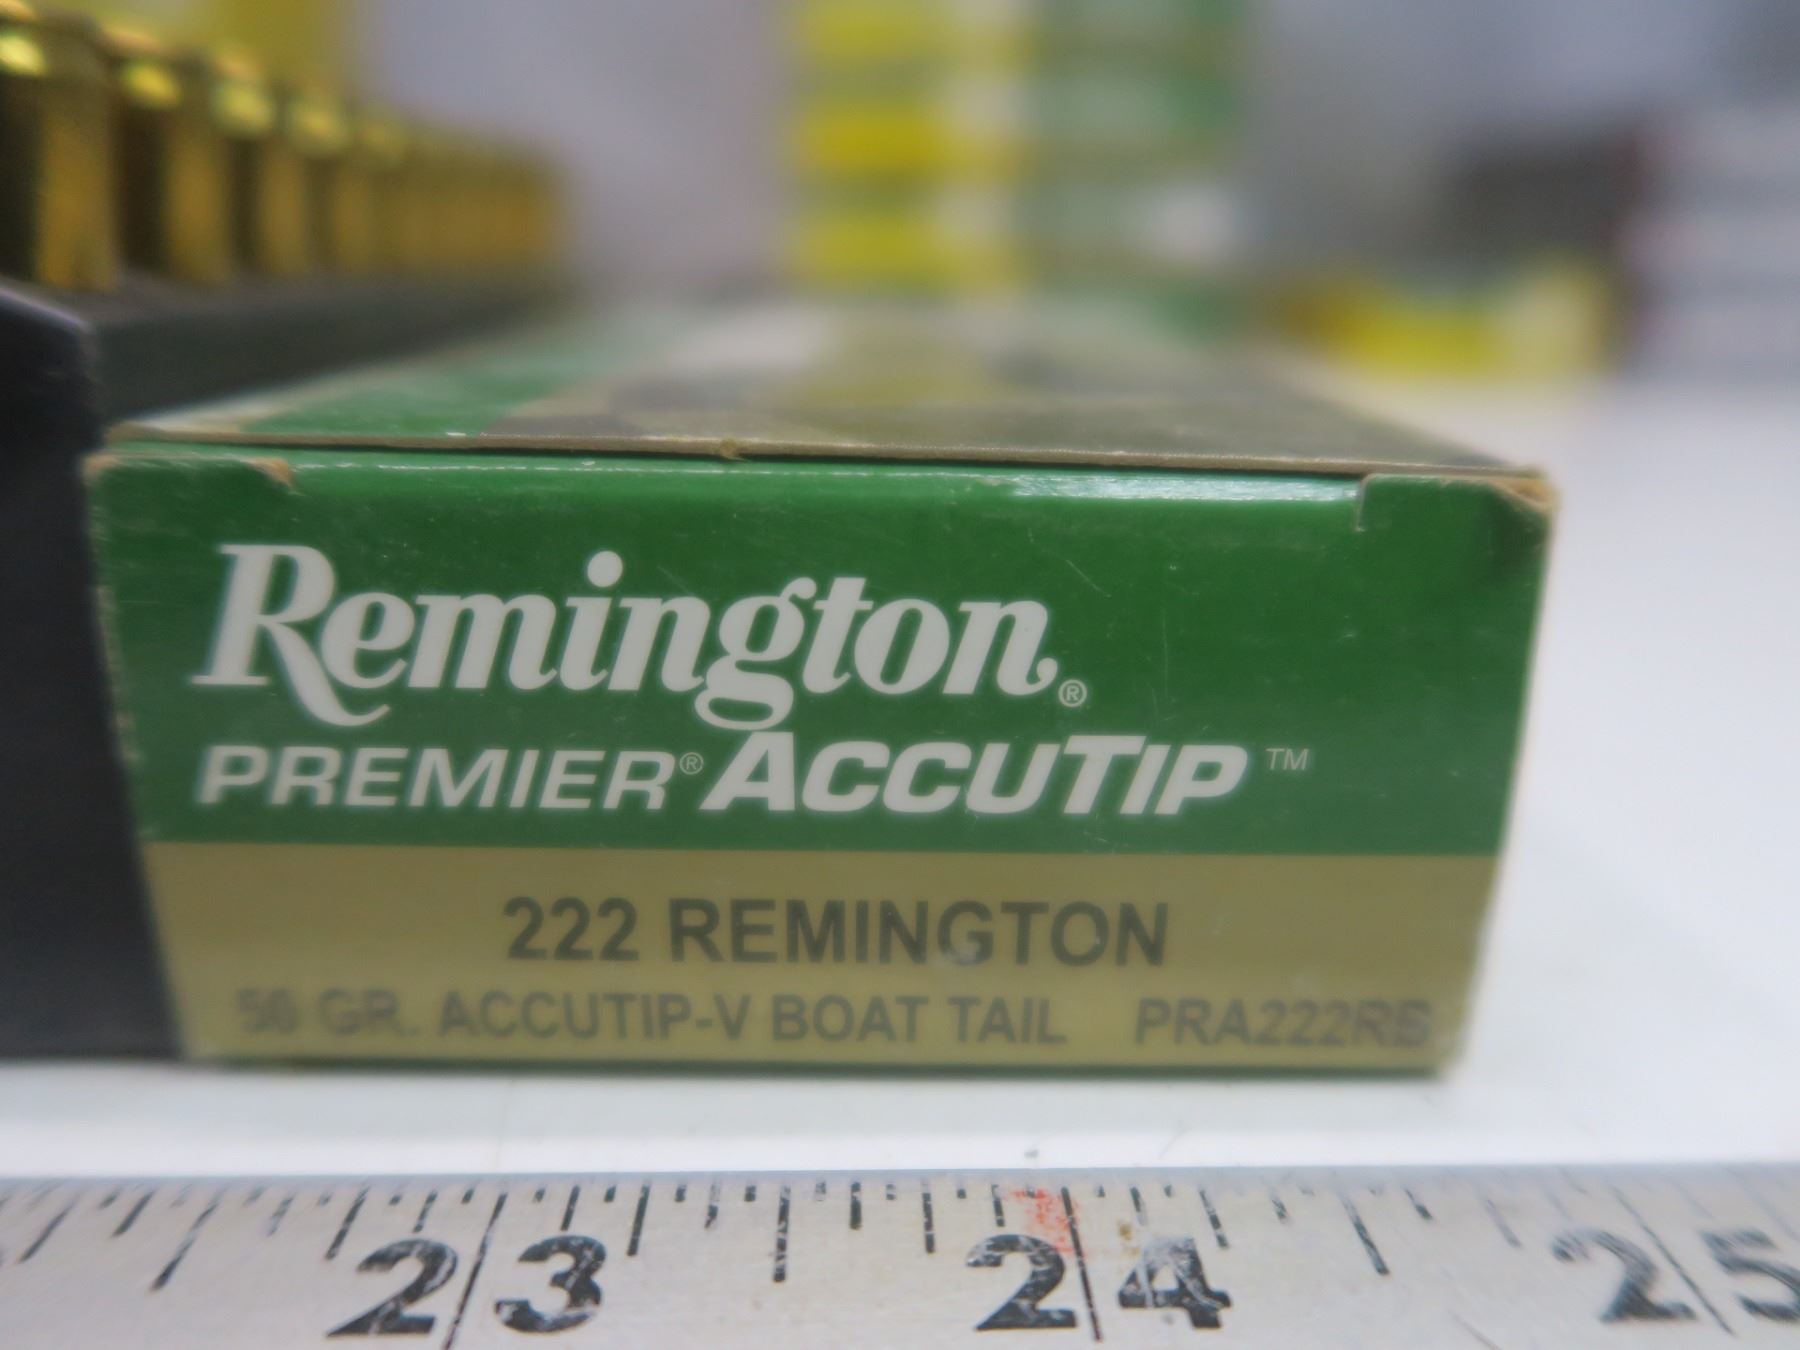 Remington®
PREMIER® ACCUTIP™
222 REMINGTON
50 GR. ACCUTIP-V BOAT TAIL PRA222RB
23 24 25